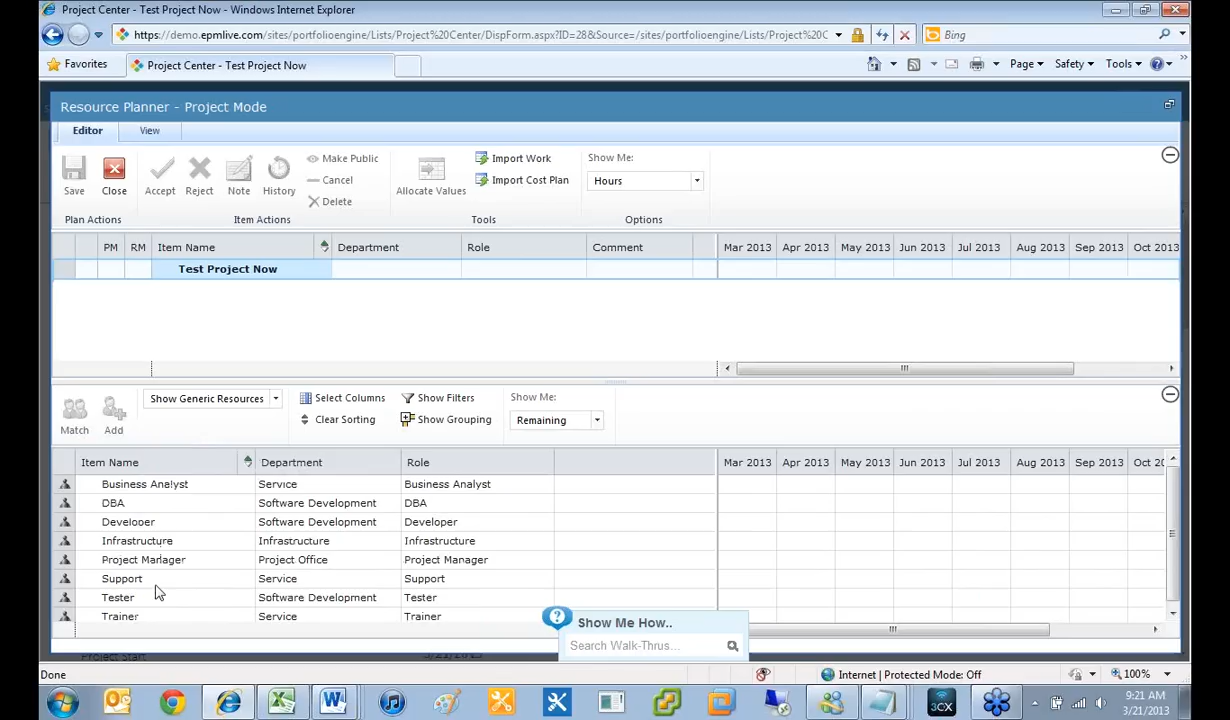 Project Center - Test Project Now - Windows Internet Explorer
https://demo.epmlive.com/sites/portfolioengine/Lists/Project%20Center/DispForm.aspx?ID=28&Source=/sites/portfolioengine/Lists/Project%20C
Bing
Favorites
Project Center - Test Project Now
Page
Safety
Tools
Resource Planner - Project Mode
Editor
View
Save
Close
Accept
Reject
Note
History
Make Public
Cancel
Delete
Allocate Values
Import Work
Import Cost Plan
Show Me:
Hours
Plan Actions
Item Actions
Tools
Options
PM RM Item Name Department Role Comment Mar 2013 Apr 2013 May 2013 Jun 2013 Jul 2013 Aug 2013 Sep 2013 Oct 2013
Test Project Now
Match
Add
Show Generic Resources
Select Columns
Clear Sorting
Show Filters
Show Grouping
Show Me:
Remaining
Item Name Department Role Mar 2013 Apr 2013 May 2013 Jun 2013 Jul 2013 Aug 2013 Sep 2013 Oct 20
Business Analyst Service Business Analyst
DBA Software Development DBA
Developer Software Development Developer
Infrastructure Infrastructure Infrastructure
Project Manager Project Office Project Manager
Support Service Support
Tester Software Development Tester
Trainer Service Trainer
Show Me How..
Search Walk-Thrus...
Project Start 3/21/2013
Done
Internet | Protected Mode: Off
100%
3CX
9:21 AM
3/21/2013